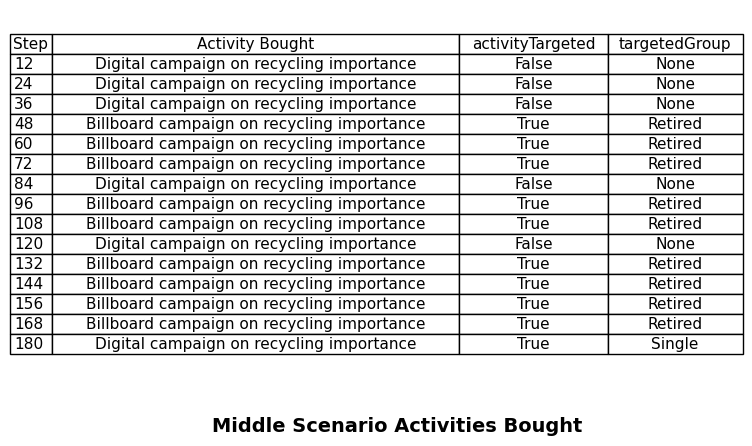 Step Activity Bought activityTargeted targetedGroup
12 Digital campaign on recycling importance False None
24 Digital campaign on recycling importance False None
36 Digital campaign on recycling importance False None
48 Billboard campaign on recycling importance True Retired
60 Billboard campaign on recycling importance True Retired
72 Billboard campaign on recycling importance True Retired
84 Digital campaign on recycling importance False None
96 Billboard campaign on recycling importance True Retired
108 Billboard campaign on recycling importance True Retired
120 Digital campaign on recycling importance False None
132 Billboard campaign on recycling importance True Retired
144 Billboard campaign on recycling importance True Retired
156 Billboard campaign on recycling importance True Retired
168 Billboard campaign on recycling importance True Retired
180 Digital campaign on recycling importance True Single
Middle Scenario Activities Bought